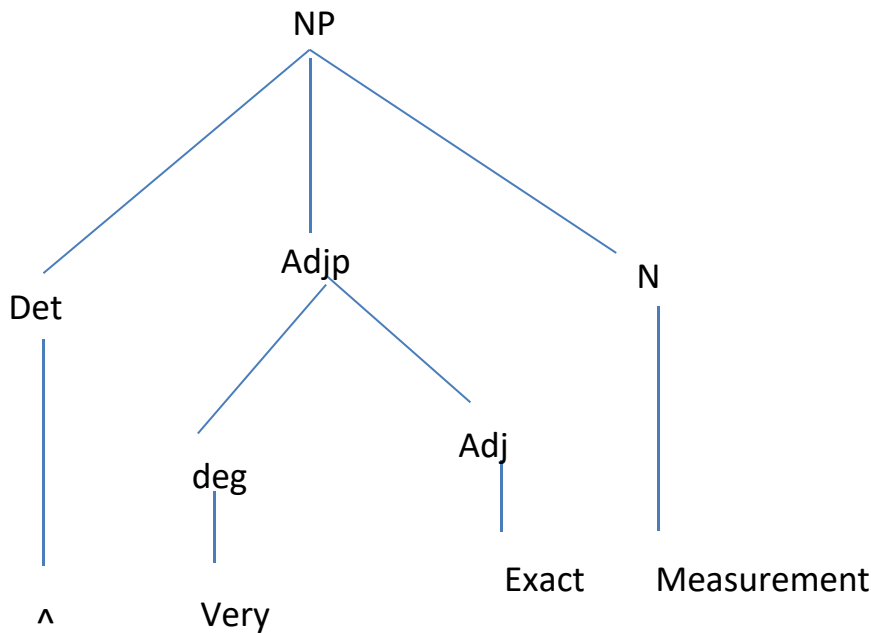 NP
Adjp
N
Det
Adj
deg
Exact Measurement
^ Very